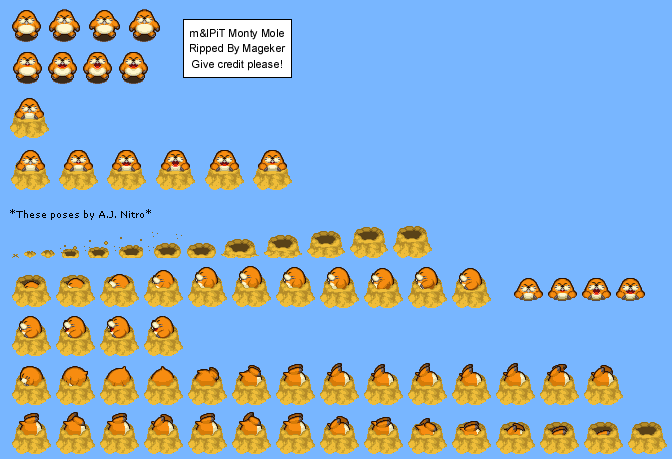 m&lPiT Monty Mole
Ripped By Mageker
Give credit please!
*These poses by A.J. Nitro*